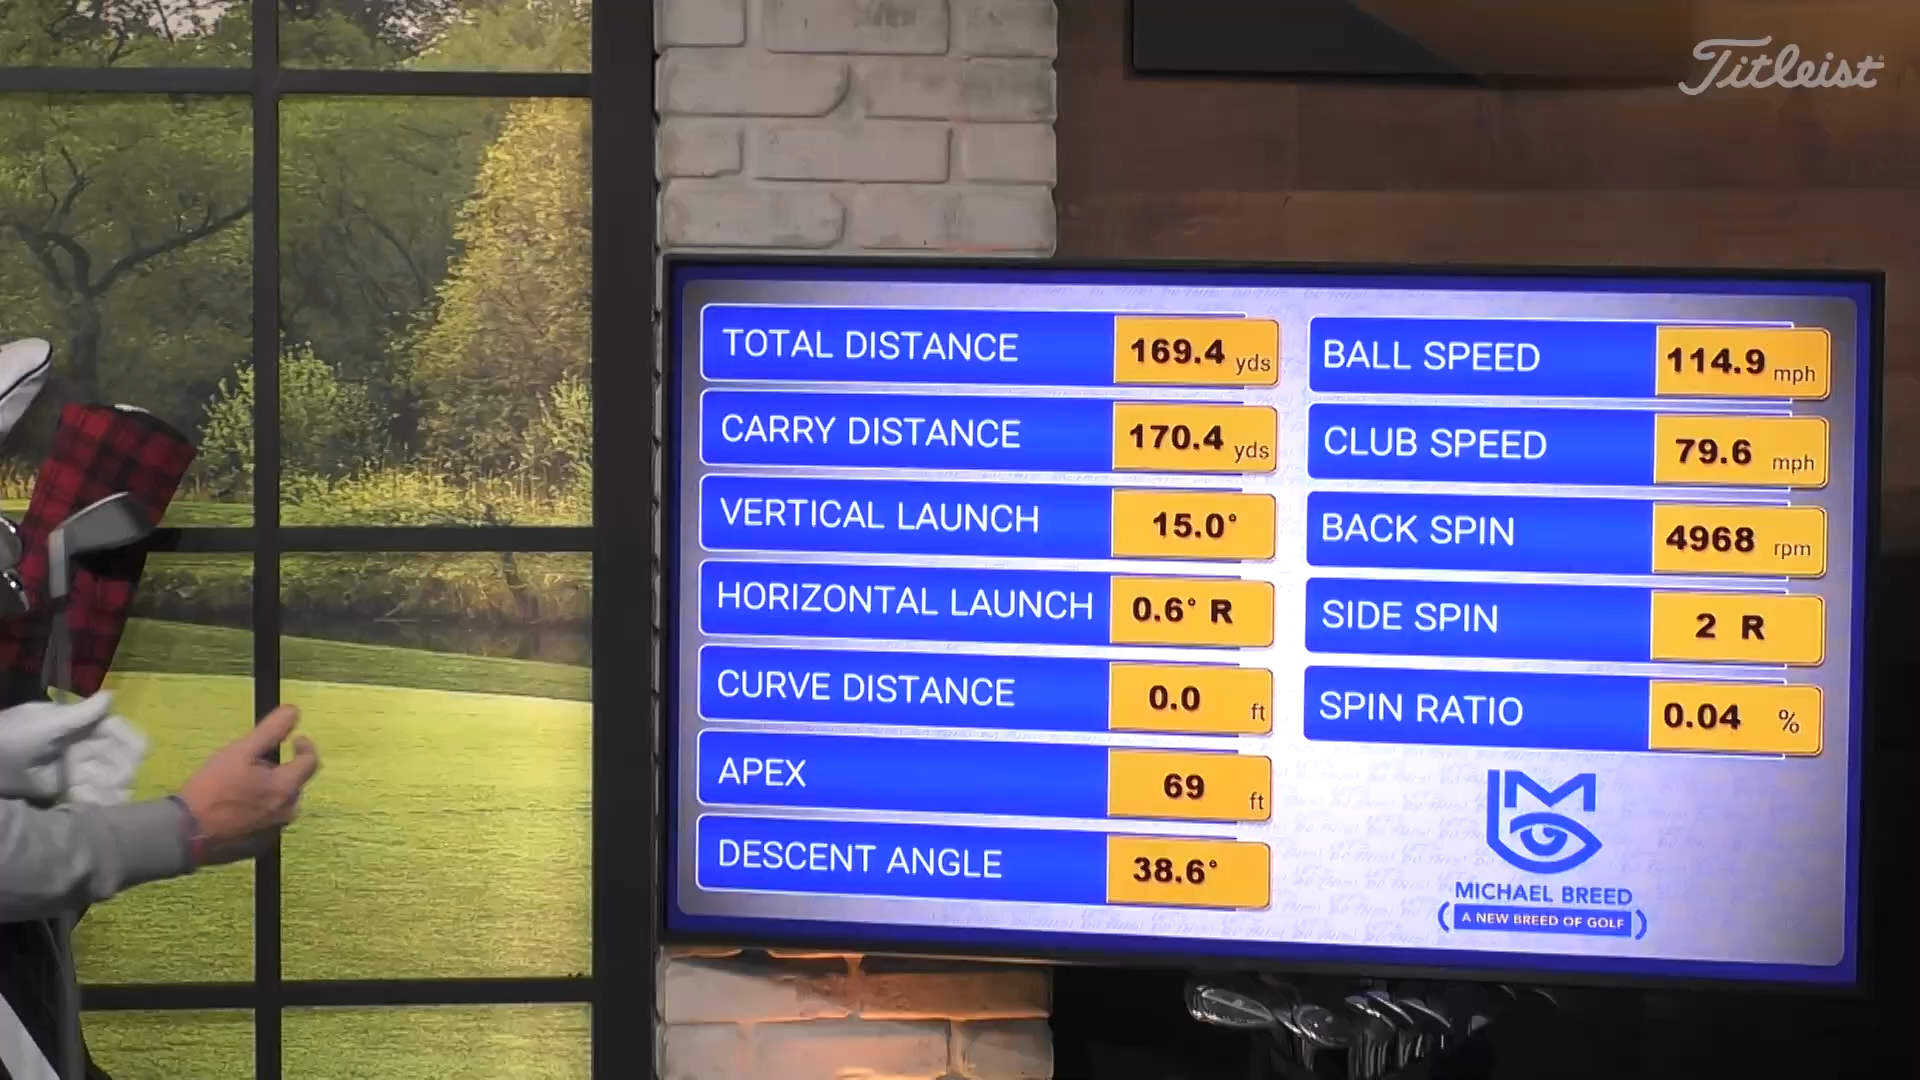 Titleist
TOTAL DISTANCE 169.4 yds
CARRY DISTANCE 170.4 yds
VERTICAL LAUNCH 15.0°
HORIZONTAL LAUNCH 0.6° R
CURVE DISTANCE 0.0 ft
APEX 69 ft
DESCENT ANGLE 38.6°
BALL SPEED 114.9 mph
CLUB SPEED 79.6 mph
BACK SPIN 4968 rpm
SIDE SPIN 2 R
SPIN RATIO 0.04 %
MICHAEL BREED
A NEW BREED OF GOLF